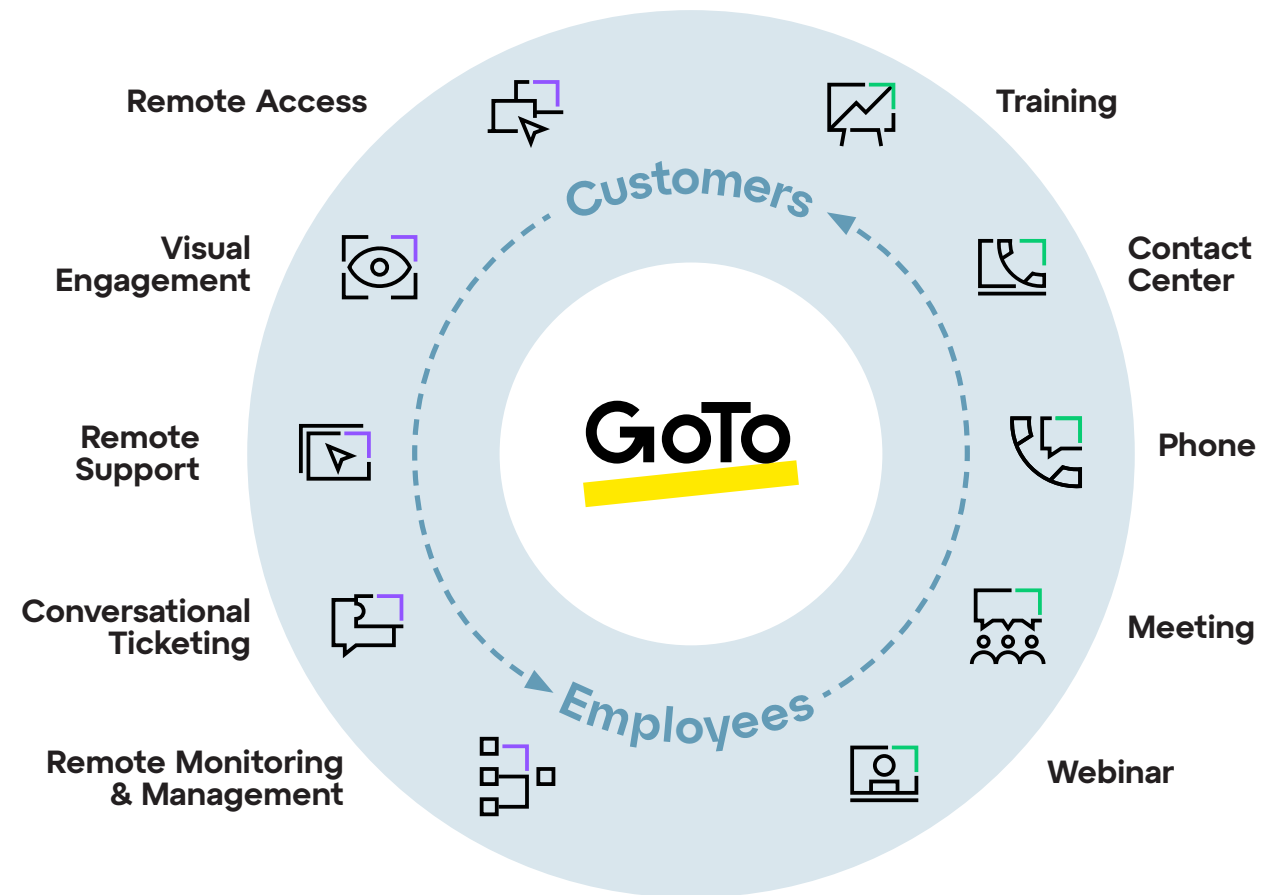 Remote Access
Training
Customers
Visual
Engagement
Contact
Center
GoTo
Remote
Support
Phone
Conversational
Ticketing
Meeting
Employees
Remote Monitoring
& Management
Webinar